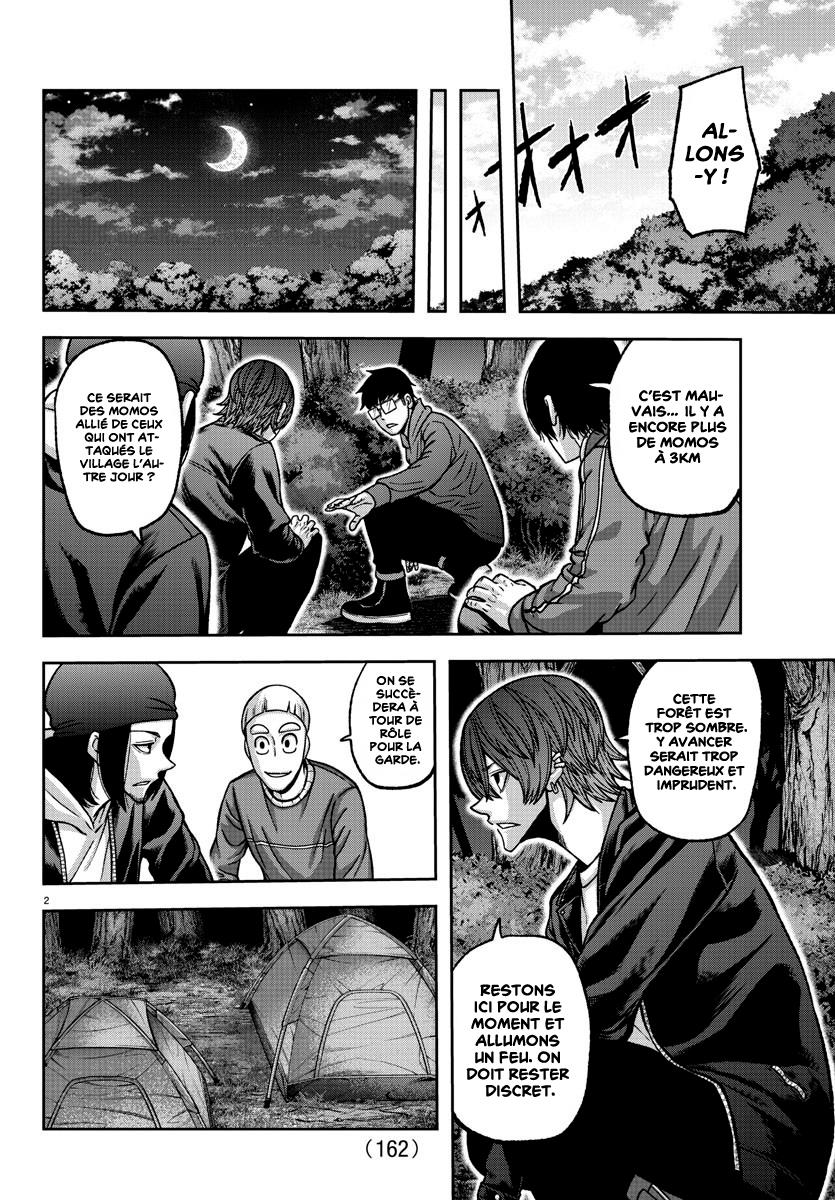 AL-
LONS
-Y !
オオオオ
C'EST MAU-
VAIS... IL Y A
ENCORE PLUS
DE MOMOS
À 3KM
CE SERAIT
DES MOMOS
ALLIÉ DE CEUX
QUI ONT AT-
TAQUÉS LE
VILLAGE L'AU-
TRE JOUR ?
CETTE
FORÊT EST
TROP SOMBRE.
Y AVANCER
SERAIT TROP
DANGEREUX ET
IMPRUDENT.
RESTONS
ICI POUR LE
MOMENT ET
ALLUMONS
UN FEU. ON
DOIT RESTER
DISCRET.
ON SE
SUCCÈ-
DERA À
TOUR DE
RÔLE
POUR LA
GARDE.
2
(162)